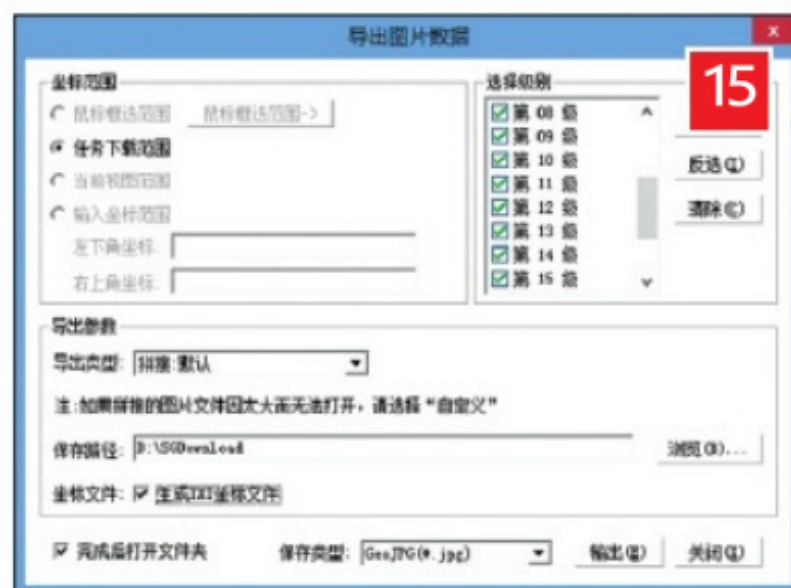 导出图片数据
x
15
坐标范围
鼠标框选范围 鼠标框选范围->
任务下载范围
当前视图范围
输入坐标范围
左下角坐标:
右上角坐标:
选择级别
第 08 级
第 09 级
第 10 级
第 11 级
第 12 级
第 13 级
第 14 级
第 15 级
反选(I)
清除(C)
导出参数
导出类型: 拼接:默认
注:如果拼接的图片文件因太大而无法打开,请选择“自定义”
保存路径: D:\SGDownload 浏览(B)...
坐标文件: 生成TXT坐标文件
完成后打开文件夹 保存类型: GeoJPG(*.jpg) 输出(E) 关闭(Q)